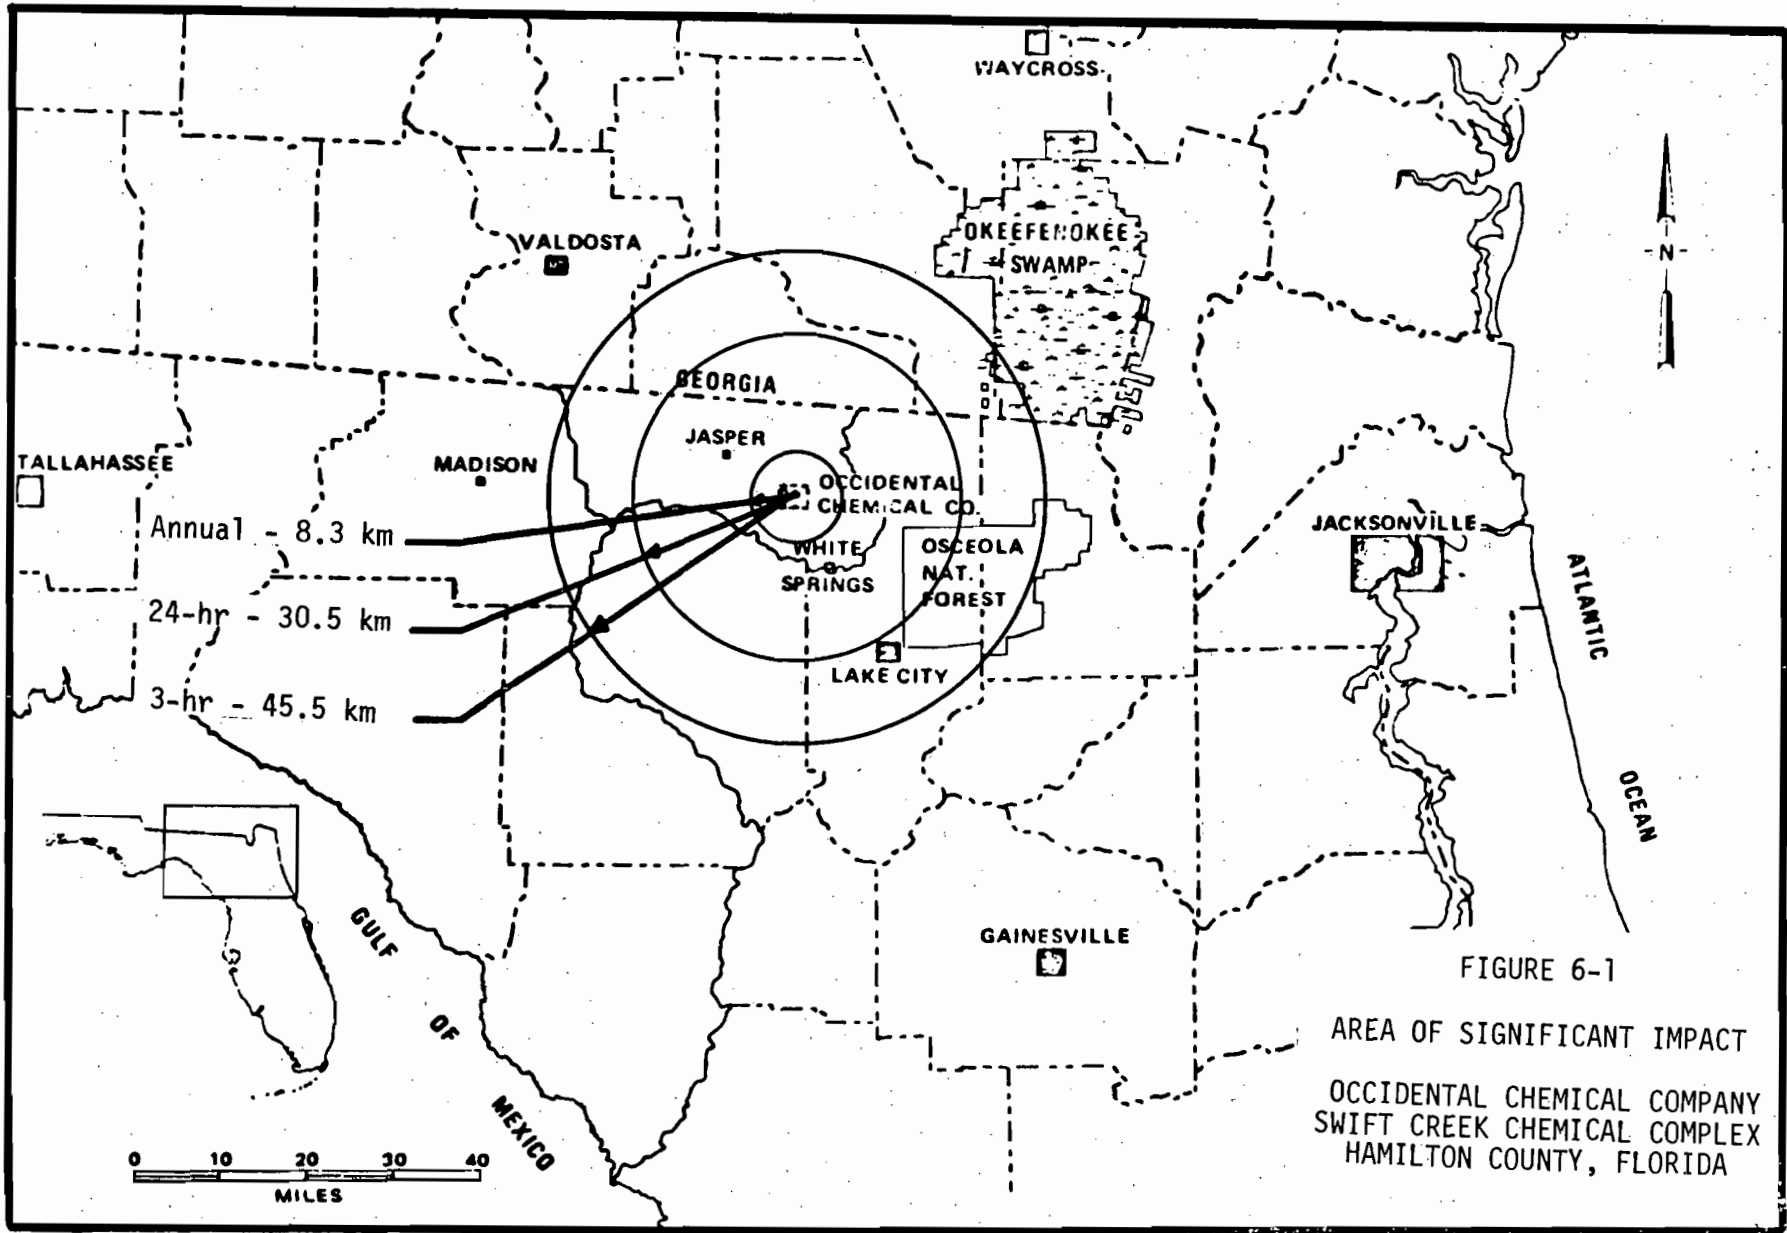 WAYCROSS
OKEEFENOKEE
SWAMP
N
VALDOSTA
GEORGIA
JASPER
TALLAHASSEE
MADISON
OCCIDENTAL
CHEMICAL CO.
JACKSONVILLE
Annual - 8.3 km
WHITE
SPRINGS
OSCEOLA
NAT.
FOREST
ATLANTIC
OCEAN
24-hr - 30.5 km
LAKE CITY
3-hr - 45.5 km
GULF
OF
MEXICO
GAINESVILLE
FIGURE 6-1
AREA OF SIGNIFICANT IMPACT
OCCIDENTAL CHEMICAL COMPANY
SWIFT CREEK CHEMICAL COMPLEX
HAMILTON COUNTY, FLORIDA
0 10 20 30 40
MILES